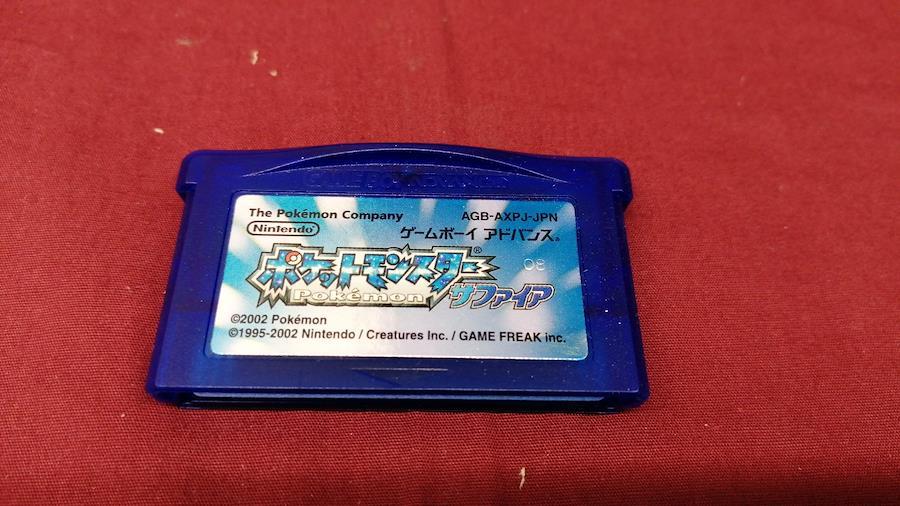 GAME BOY ADVANCE
The Pokémon Company AGB-AXPJ-JPN
Nintendo® ゲームボーイ アドバンス®
ポケットモンスター®
08
Pokémon サファイア
©2002 Pokémon
©1995-2002 Nintendo / Creatures Inc. / GAME FREAK inc.